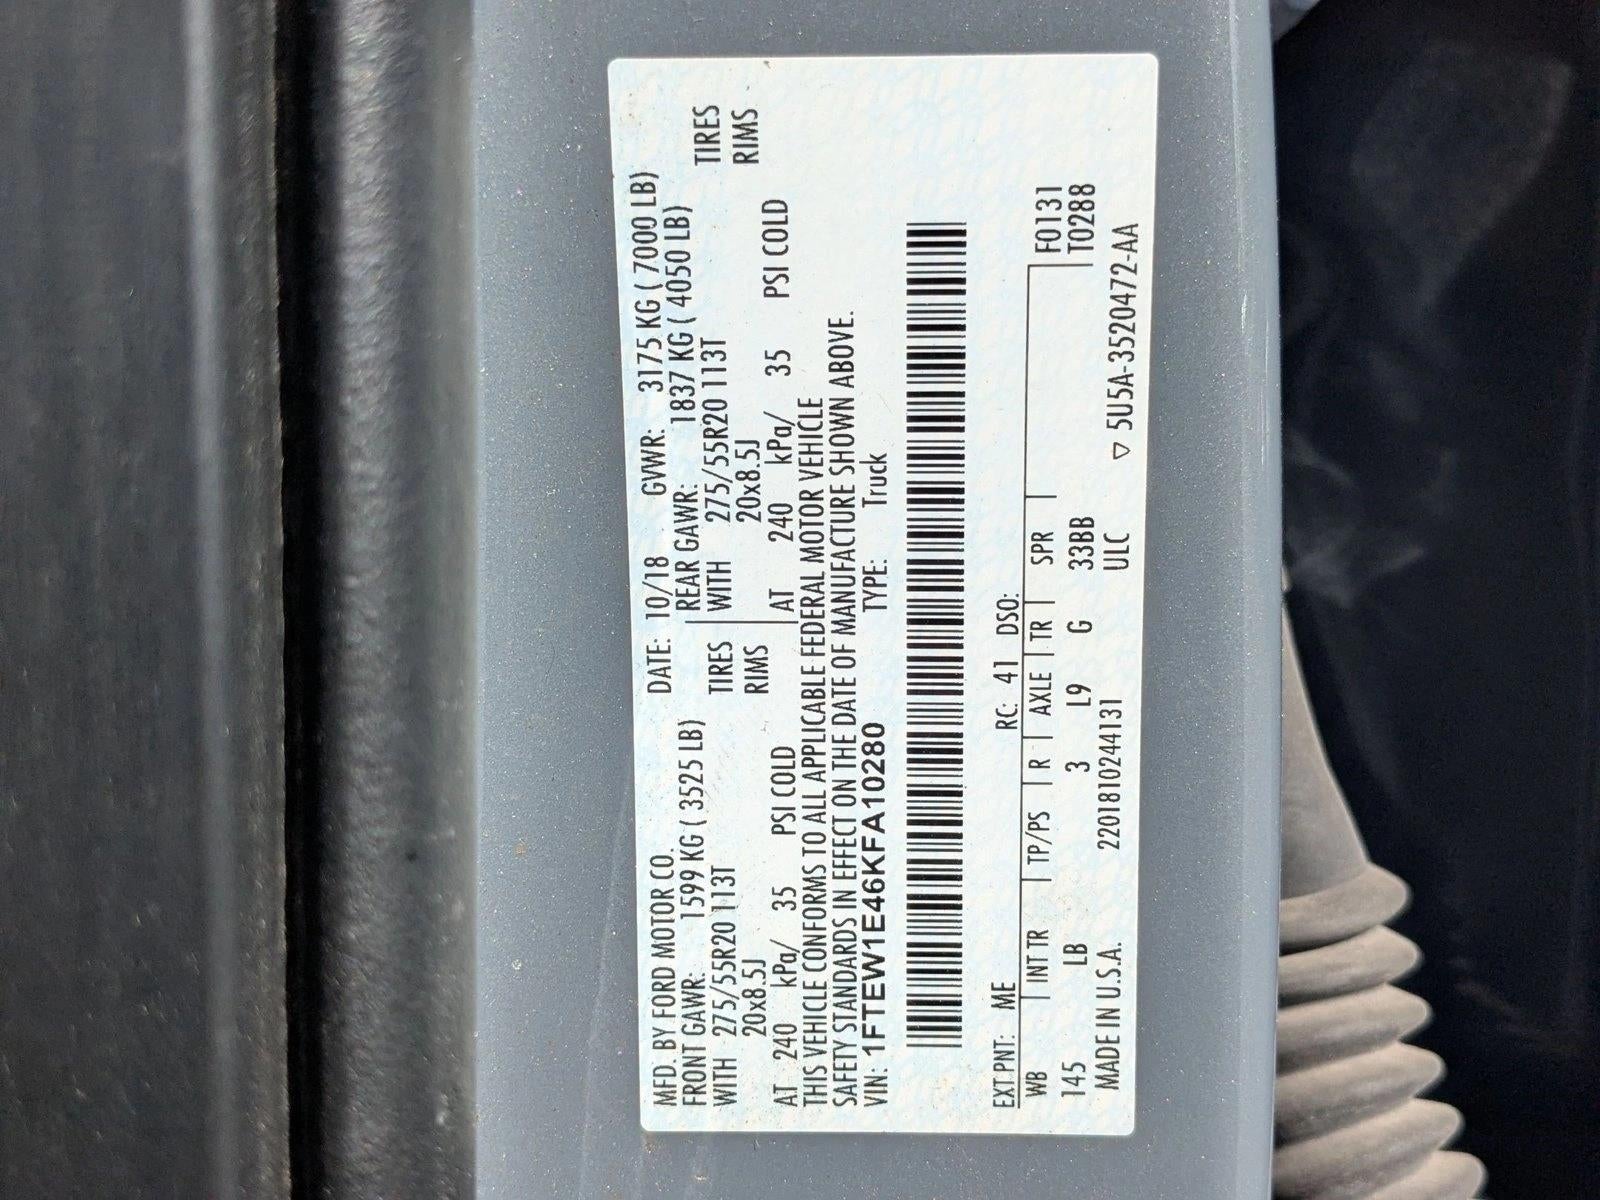 MFD. BY FORD MOTOR CO. DATE: 10/18 GVWR: 3175 KG ( 7000 LB)
FRONT GAWR: 1599 KG ( 3525 LB) REAR GAWR: 1837 KG ( 4050 LB)
WITH 275/55R20 113T TIRES WITH 275/55R20 113T TIRES
20x8.5J RIMS 20x8.5J RIMS
AT 240 kPa/ 35 PSI COLD AT 240 kPa/ 35 PSI COLD
THIS VEHICLE CONFORMS TO ALL APPLICABLE FEDERAL MOTOR VEHICLE
SAFETY STANDARDS IN EFFECT ON THE DATE OF MANUFACTURE SHOWN ABOVE.
VIN: 1FTEW1E46KFA10280 TYPE: Truck
EXT PNT: ME RC: 41 DSO:
WB INT TR TP/PS R AXLE TR SPR F0131
145 LB 3 L9 G 33BB T0288
MADE IN U.S.A. 220181024​4131 ULC ▽ 5U5A-3520472-AA